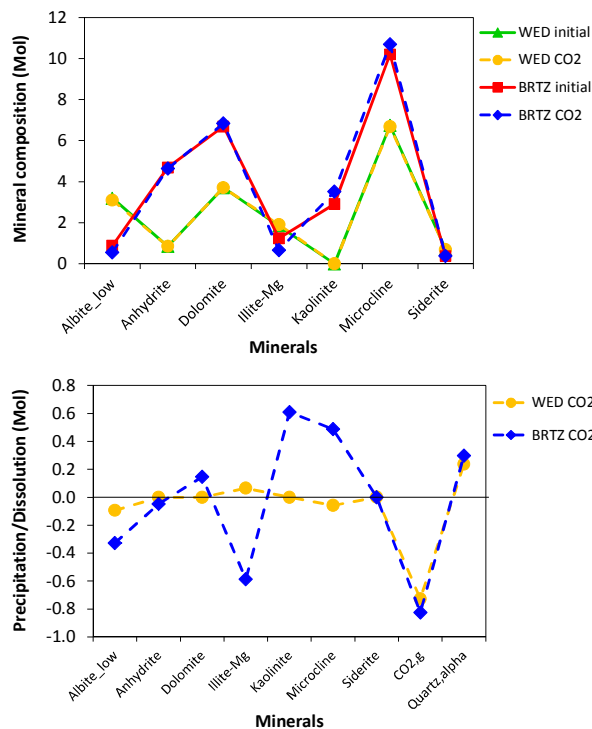 Mineral composition (Mol)
12
10
8
6
4
2
0
Albite_low
Anhydrite
Dolomite
Illite-Mg
Kaolinite
Microcline
Siderite
Minerals
WED initial
WED CO2
BRTZ initial
BRTZ CO2
Precipitation/Dissolution (Mol)
0.8
0.6
0.4
0.2
0.0
-0.2
-0.4
-0.6
-0.8
-1.0
Albite_low
Anhydrite
Dolomite
Illite-Mg
Kaolinite
Microcline
Siderite
CO2,g
Quartz,alpha
Minerals
WED CO2
BRTZ CO2